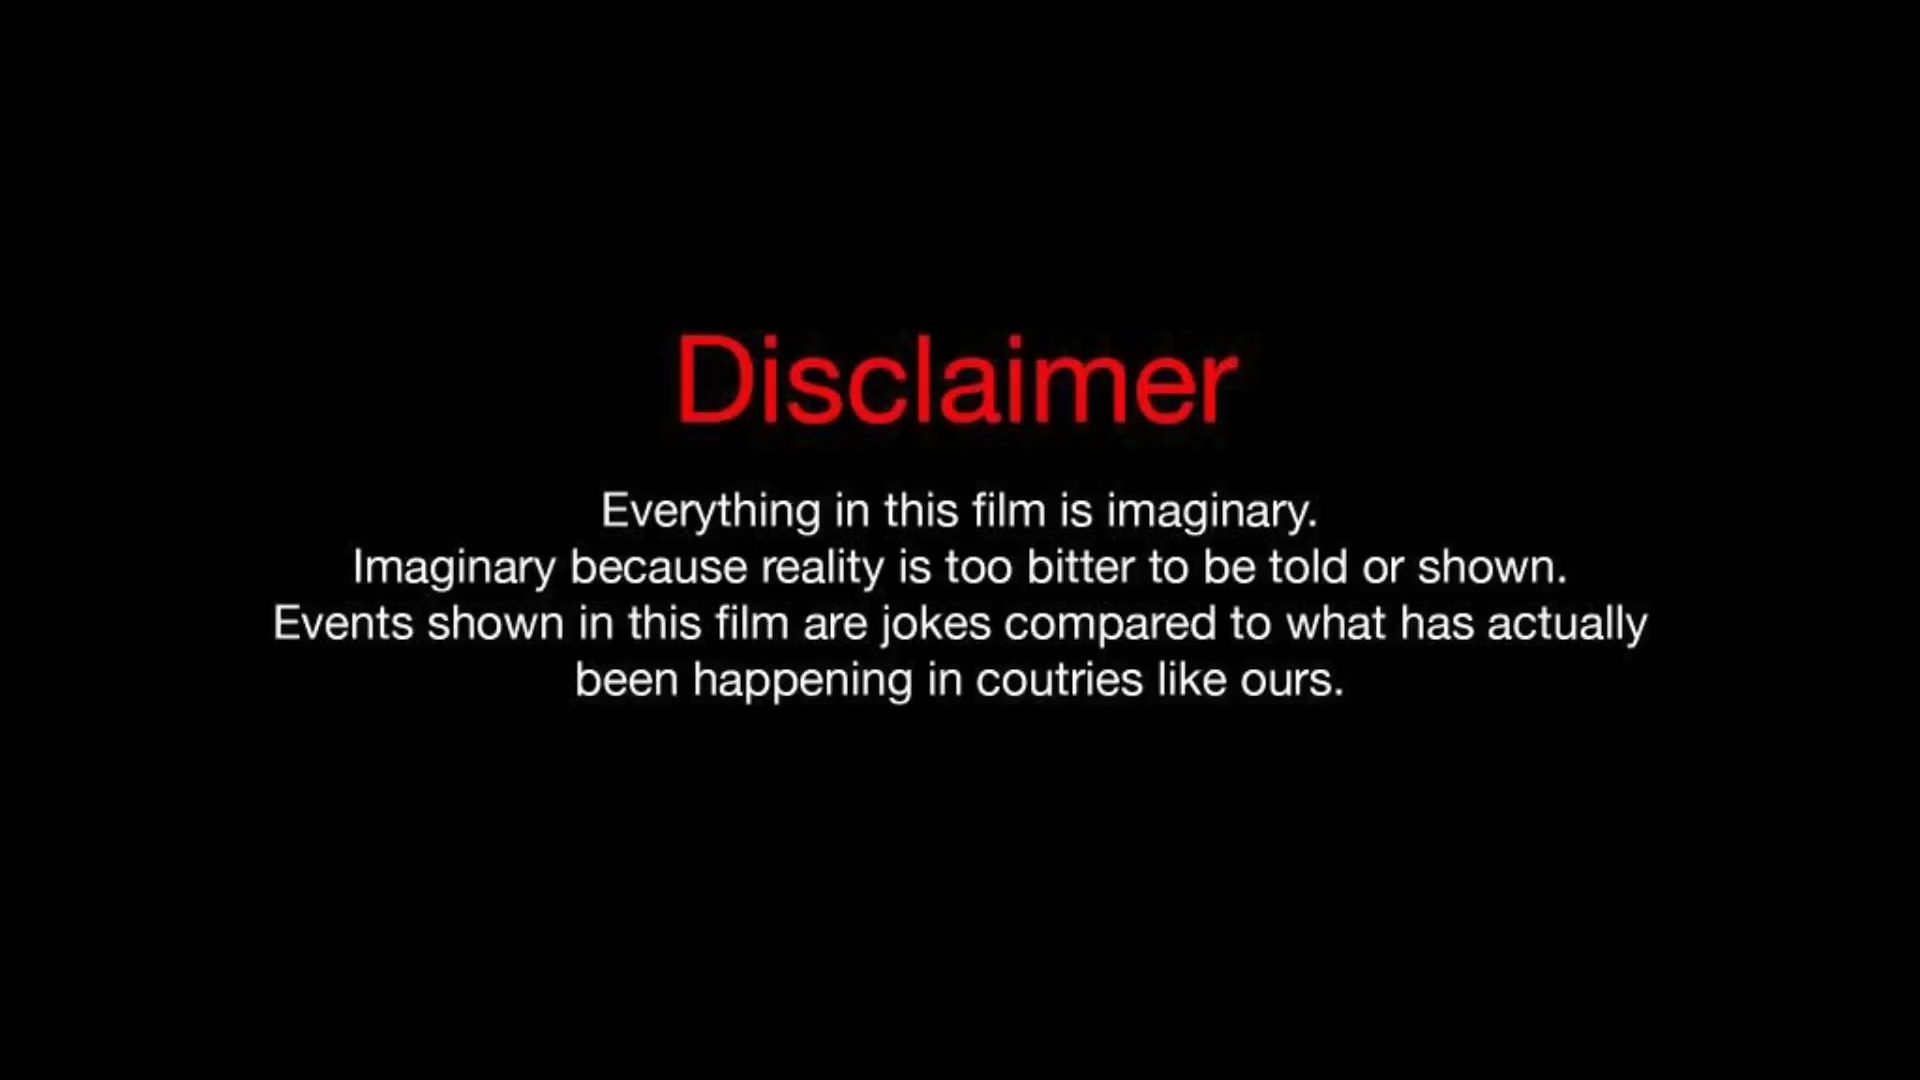 Disclaimer
Everything in this film is imaginary.
Imaginary because reality is too bitter to be told or shown.
Events shown in this film are jokes compared to what has actually
been happening in coutries like ours.